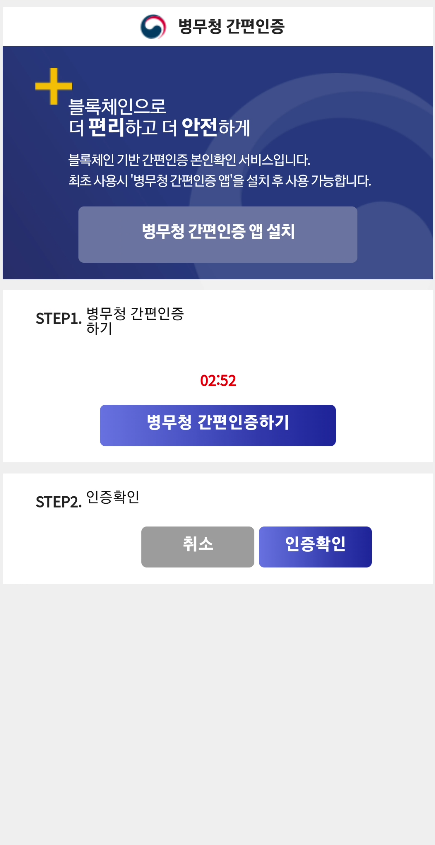 병무청 간편인증
블록체인으로
더 편리하고 더 안전하게
블록체인 기반 간편인증 본인확인 서비스입니다.
최초 사용시 '병무청 간편인증 앱'을 설치 후 사용 가능합니다.
병무청 간편인증 앱 설치
STEP1. 병무청 간편인증
하기
02:52
병무청 간편인증하기
STEP2. 인증확인
취소 인증확인